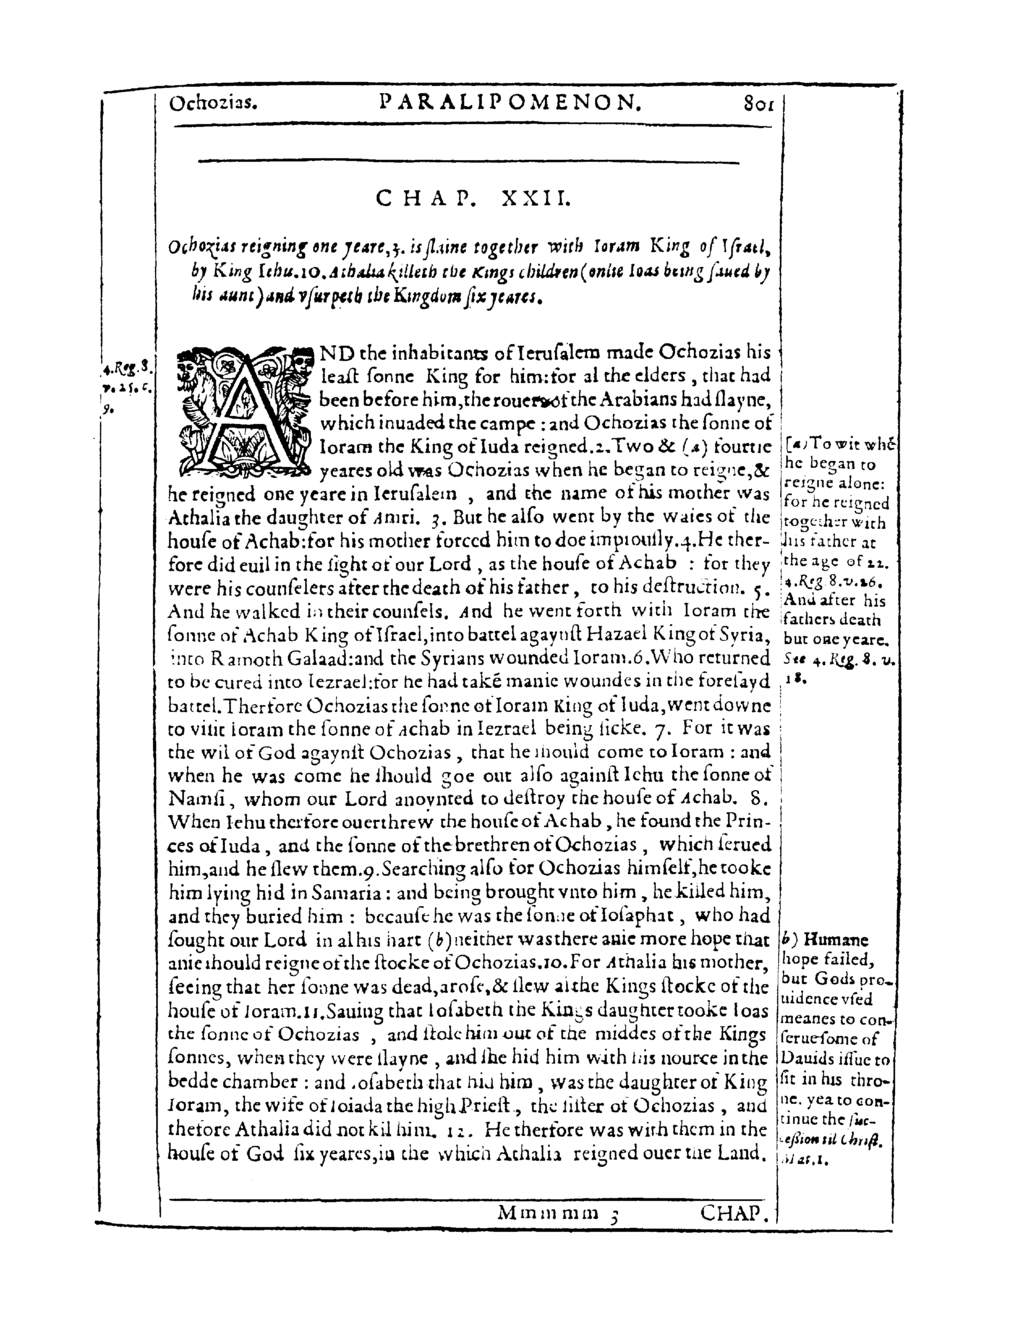 Ochozias. PARALIPOMENON. 801
CHAP. XXII.
Ochozias reigning one yeare, 3. is ſlaine together with Ioram King of Iſrael,
by King Iehu. 10. Athalia killeth the Kings children (onlie Ioas being ſaued by
his aunt) and vſurpeth the Kingdom ſix yeares.
4. Reg. 8.
v. 25. c.
9.
AND the inhabitants of Ieruſalem made Ochozias his
leaſt ſonne King for him: for al the elders, that had
been before him, the rouers of the Arabians had ſlayne,
which inuaded the campe: and Ochozias the ſonne of
Ioram the King of Iuda reigned. 2. Two & (a) fourtie
yeares old was Ochozias when he began to reigne, &
he reigned one yeare in Ieruſalem, and the name of his mother was
Athalia the daughter of Amri. 3. But he alſo went by the waies of the
houſe of Achab: for his mother forced him to doe impiouſly. 4. He ther-
fore did euil in the ſight of our Lord, as the houſe of Achab: for they
were his counſelers after the death of his father, to his deſtruction. 5.
And he walked in their counſels. And he went forth with Ioram the
ſonne of Achab King of Iſrael, into battel agaynſt Hazael King of Syria,
into Ramoth Galaad: and the Syrians wounded Ioram. 6. Who returned
to be cured into Iezrael: for he had takē manie woundes in the foreſayd
battel. Therfore Ochozias the ſonne of Ioram King of Iuda, went downe
to viſit Ioram the ſonne of Achab in Iezrael being ſicke. 7. For it was
the wil of God agaynſt Ochozias, that he ſhould come to Ioram: and
when he was come he ſhould goe out alſo againſt Iehu the ſonne of
Namſi, whom our Lord anoynted to deſtroy the houſe of Achab. 8.
When Iehu therfore ouerthrew the houſe of Achab, he found the Prin-
ces of Iuda, and the ſonne of the brethren of Ochozias, which ſerued
him, and he ſlew them. 9. Searching alſo for Ochozias himſelf, he tooke
him lying hid in Samaria: and being brought vnto him, he killed him,
and they buried him: becauſe he was the ſonne of Ioſaphat, who had
ſought our Lord in al his hart (b) neither was there anie more hope that
anie ſhould reigne of the ſtocke of Ochozias. 10. For Athalia his mother,
ſeeing that her ſonne was dead, aroſe, & ſlew al the Kings ſtocke of the
houſe of Ioram. 11. Sauing that Ioſabeth the Kings daughter tooke Ioas
the ſonne of Ochozias, and ſtole him out of the middes of the Kings
ſonnes, when they were ſlayne, and ſhe hid him with his nource in the
bedde chamber: and Ioſabeth that hid him, was the daughter of King
Ioram, the wife of Ioiada the high Prieſt, the ſiſter of Ochozias, and
therfore Athalia did not kil him. 12. He therfore was with them in the
houſe of God ſix yeares, in the which Athalia reigned ouer the Land.
(a) To wit whē
he began to
reigne alone:
for he reigned
together with
his father at
the age of 22.
4. Reg 8. v. 26.
And after his
fathers death
but one yeare.
See 4. Reg. 8. v.
18.
b) Humane
hope failed,
but Gods pro-
uidence vſed
meanes to con-
ſerue ſome of
Dauids iſſue to
ſit in his thro-
ne. yea to con-
tinue the ſuc-
ceſſion til Chriſt.
Mat. 1.
Mmmmm 3 CHAP.